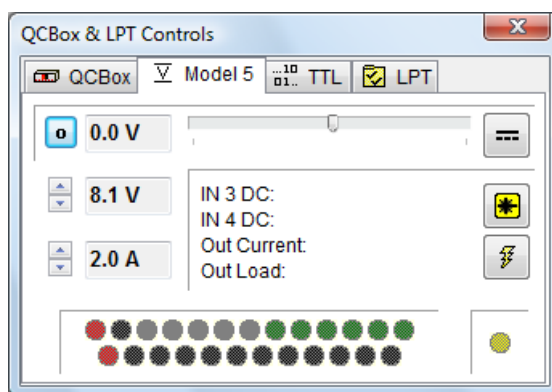 QCBox & LPT Controls
QCBox Model 5 TTL LPT
0.0 V
8.1 V
2.0 A
IN 3 DC:
IN 4 DC:
Out Current:
Out Load: